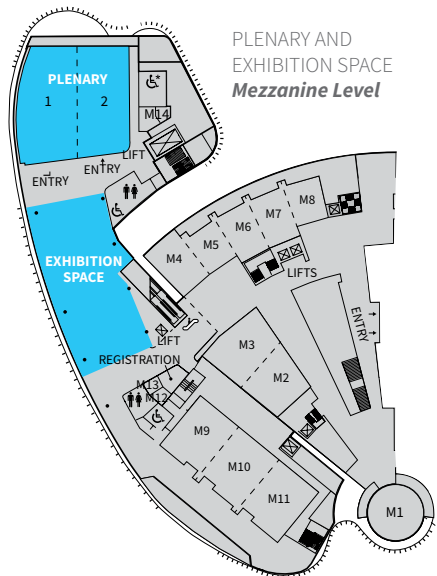 PLENARY AND
EXHIBITION SPACE
Mezzanine Level
PLENARY
1 2
*
M14
LIFT
ENTRY
ENTRY
M8
M7
M6
M5
M4
EXHIBITION
SPACE
LIFTS
ENTRY
LIFT
REGISTRATION
M3
M2
M13
M12
M9
M10
M11
M1